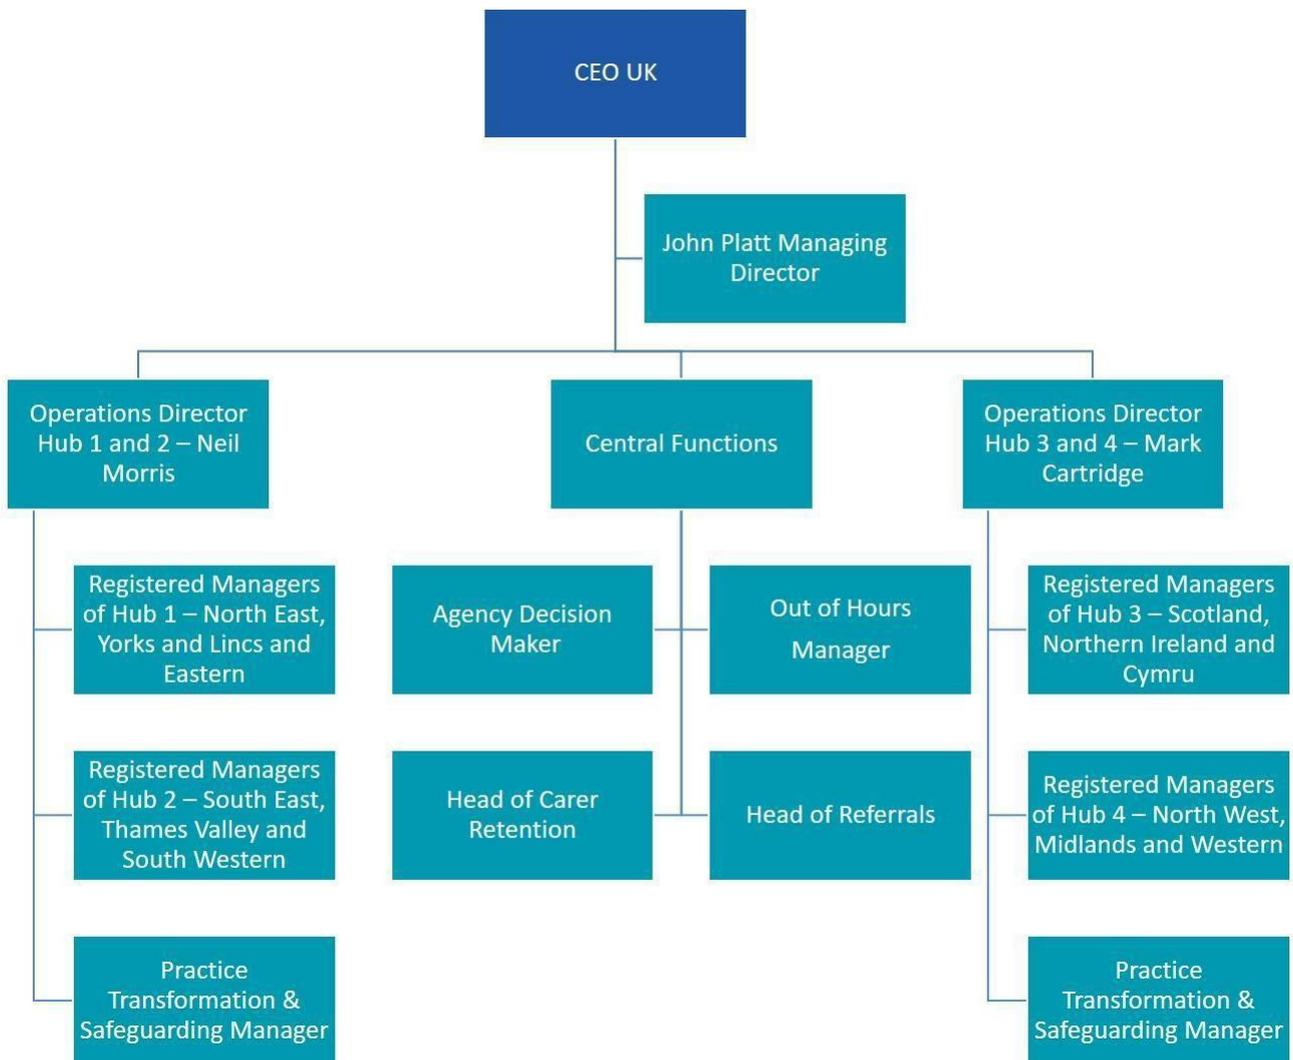 CEO UK
John Platt Managing
Director
Operations Director
Hub 1 and 2 – Neil
Morris
Central Functions
Operations Director
Hub 3 and 4 – Mark
Cartridge
Registered Managers
of Hub 1 – North East,
Yorks and Lincs and
Eastern
Agency Decision
Maker
Out of Hours
Manager
Registered Managers
of Hub 3 – Scotland,
Northern Ireland and
Cymru
Registered Managers
of Hub 2 – South East,
Thames Valley and
South Western
Head of Carer
Retention
Head of Referrals
Registered Managers
of Hub 4 – North West,
Midlands and Western
Practice
Transformation &
Safeguarding Manager
Practice
Transformation &
Safeguarding Manager